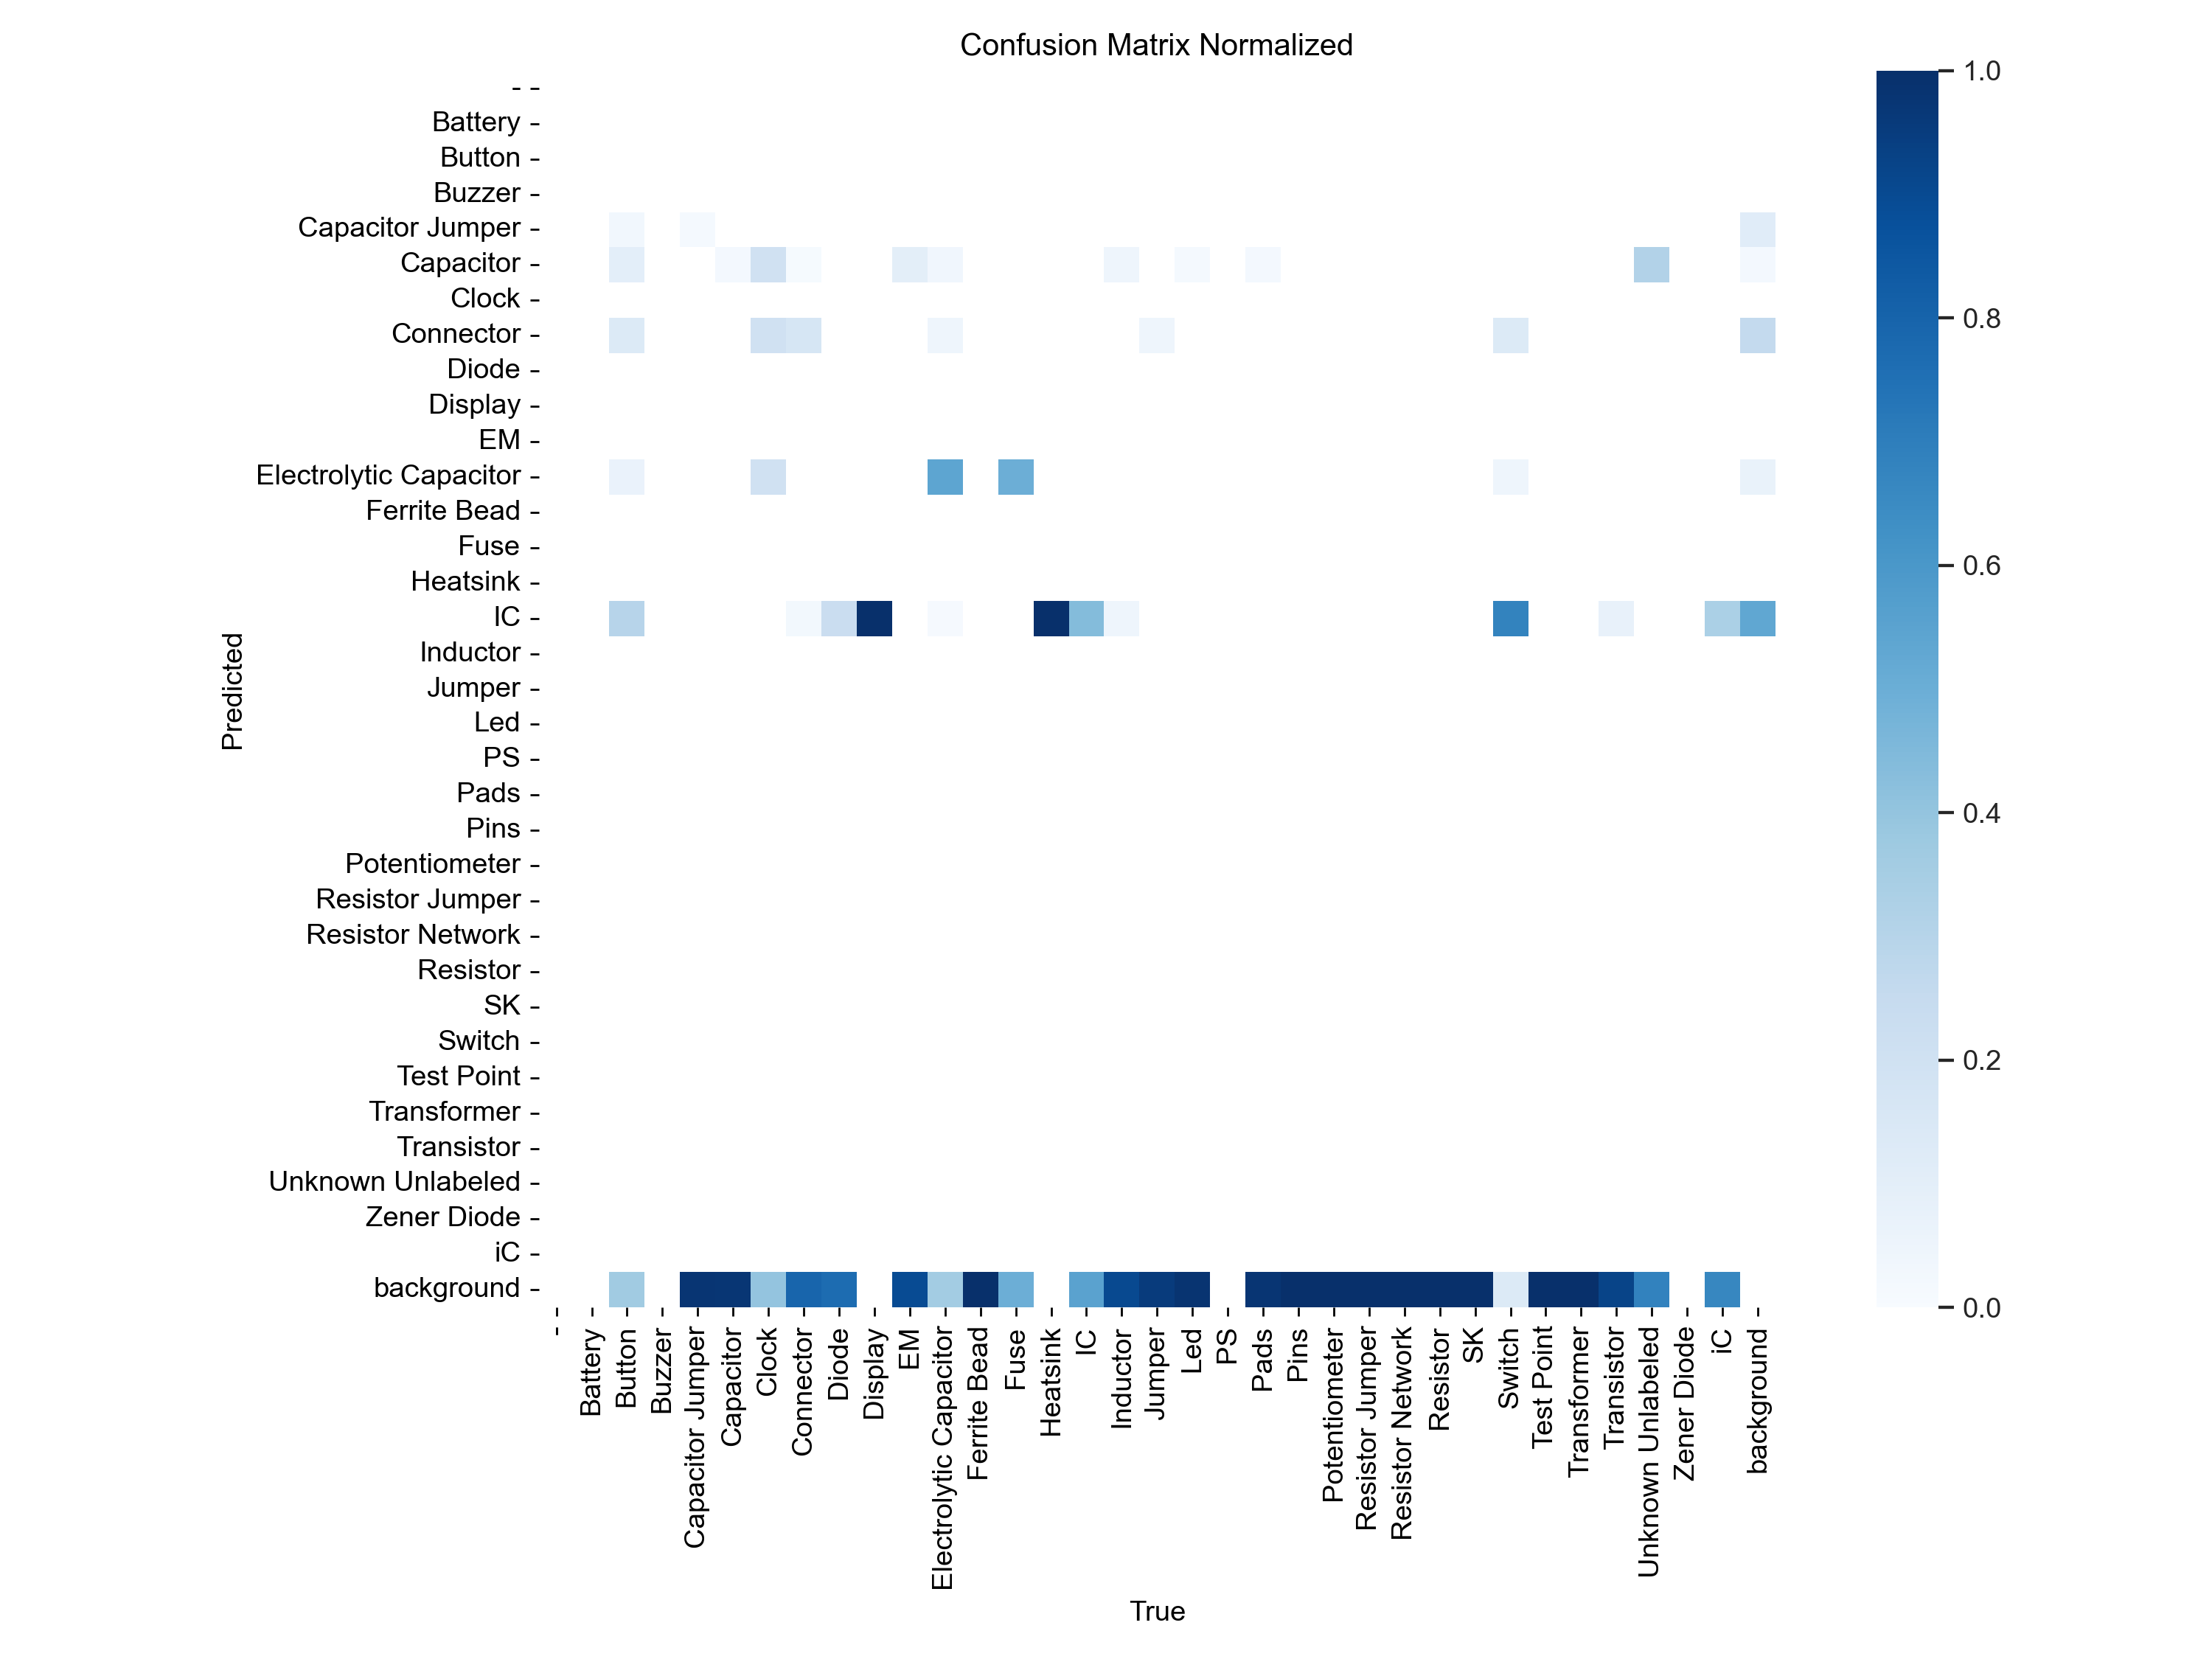 Confusion Matrix Normalized
-
Battery
Button
Buzzer
Capacitor Jumper
Capacitor
Clock
Connector
Diode
Display
EM
Electrolytic Capacitor
Ferrite Bead
Fuse
Heatsink
IC
Inductor
Jumper
Led
PS
Pads
Pins
Potentiometer
Resistor Jumper
Resistor Network
Resistor
SK
Switch
Test Point
Transformer
Transistor
Unknown Unlabeled
Zener Diode
iC
background
Predicted
-
Battery
Button
Buzzer
Capacitor Jumper
Capacitor
Clock
Connector
Diode
Display
EM
Electrolytic Capacitor
Ferrite Bead
Fuse
Heatsink
IC
Inductor
Jumper
Led
PS
Pads
Pins
Potentiometer
Resistor Jumper
Resistor Network
Resistor
SK
Switch
Test Point
Transformer
Transistor
Unknown Unlabeled
Zener Diode
iC
background
True
1.0
0.8
0.6
0.4
0.2
0.0